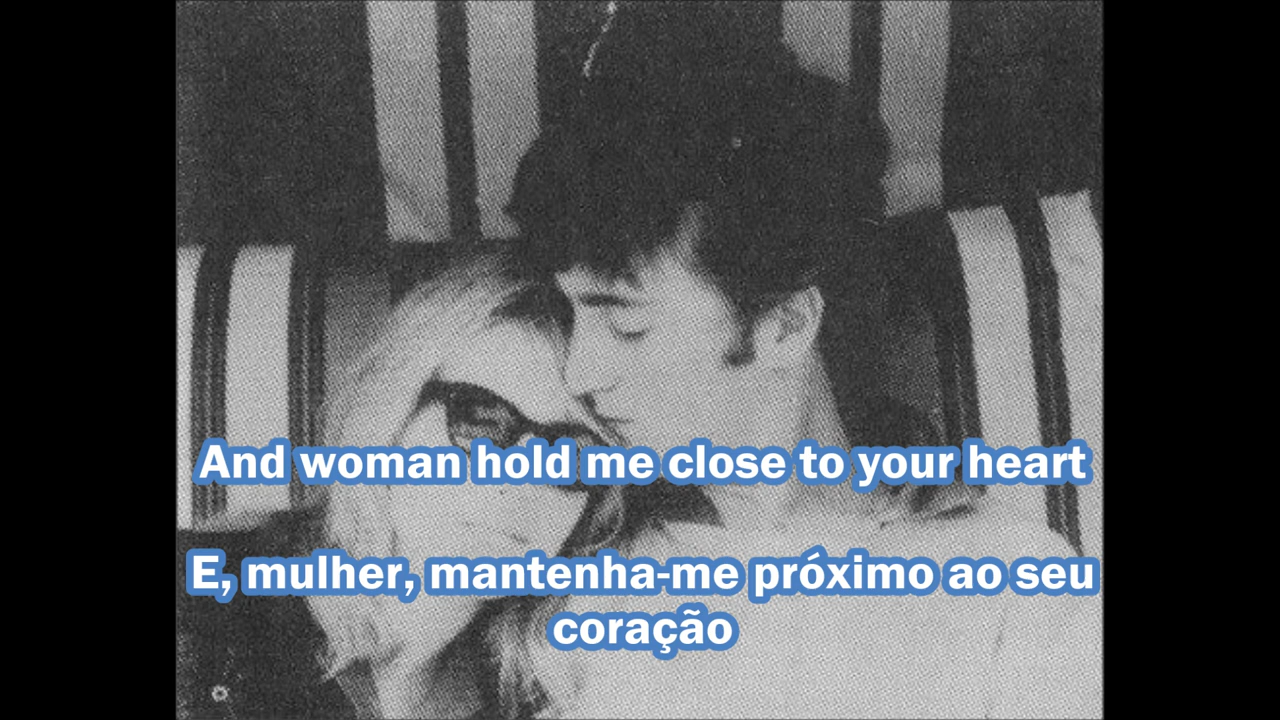 And woman hold me close to your heart
E, mulher, mantenha-me próximo ao seu
coração